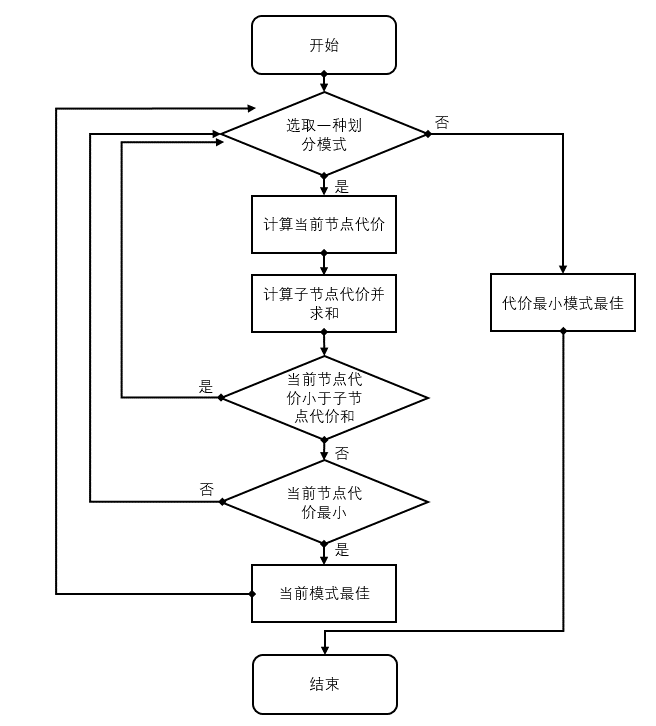 开始
选取一种划
分模式
否
是
计算当前节点代价
计算子节点代价并
求和
代价最小模式最佳
当前节点代
价小于子节
点代价和
是
否
当前节点代
价最小
否
是
当前模式最佳
结束